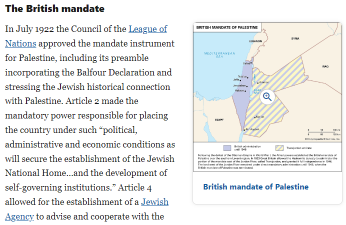 The British mandate
In July 1922 the Council of the League of
Nations approved the mandate instrument
for Palestine, including its preamble
incorporating the Balfour Declaration and
stressing the Jewish historical connection
with Palestine. Article 2 made the
mandatory power responsible for placing
the country under such “political,
administrative and economic conditions as
will secure the establishment of the Jewish
National Home...and the development of
self-governing institutions.” Article 4
allowed for the establishment of a Jewish
Agency to advise and cooperate with the
BRITISH MANDATE OF PALESTINE
SYRIA
IRAQ
EGYPT
British mandate of Palestine